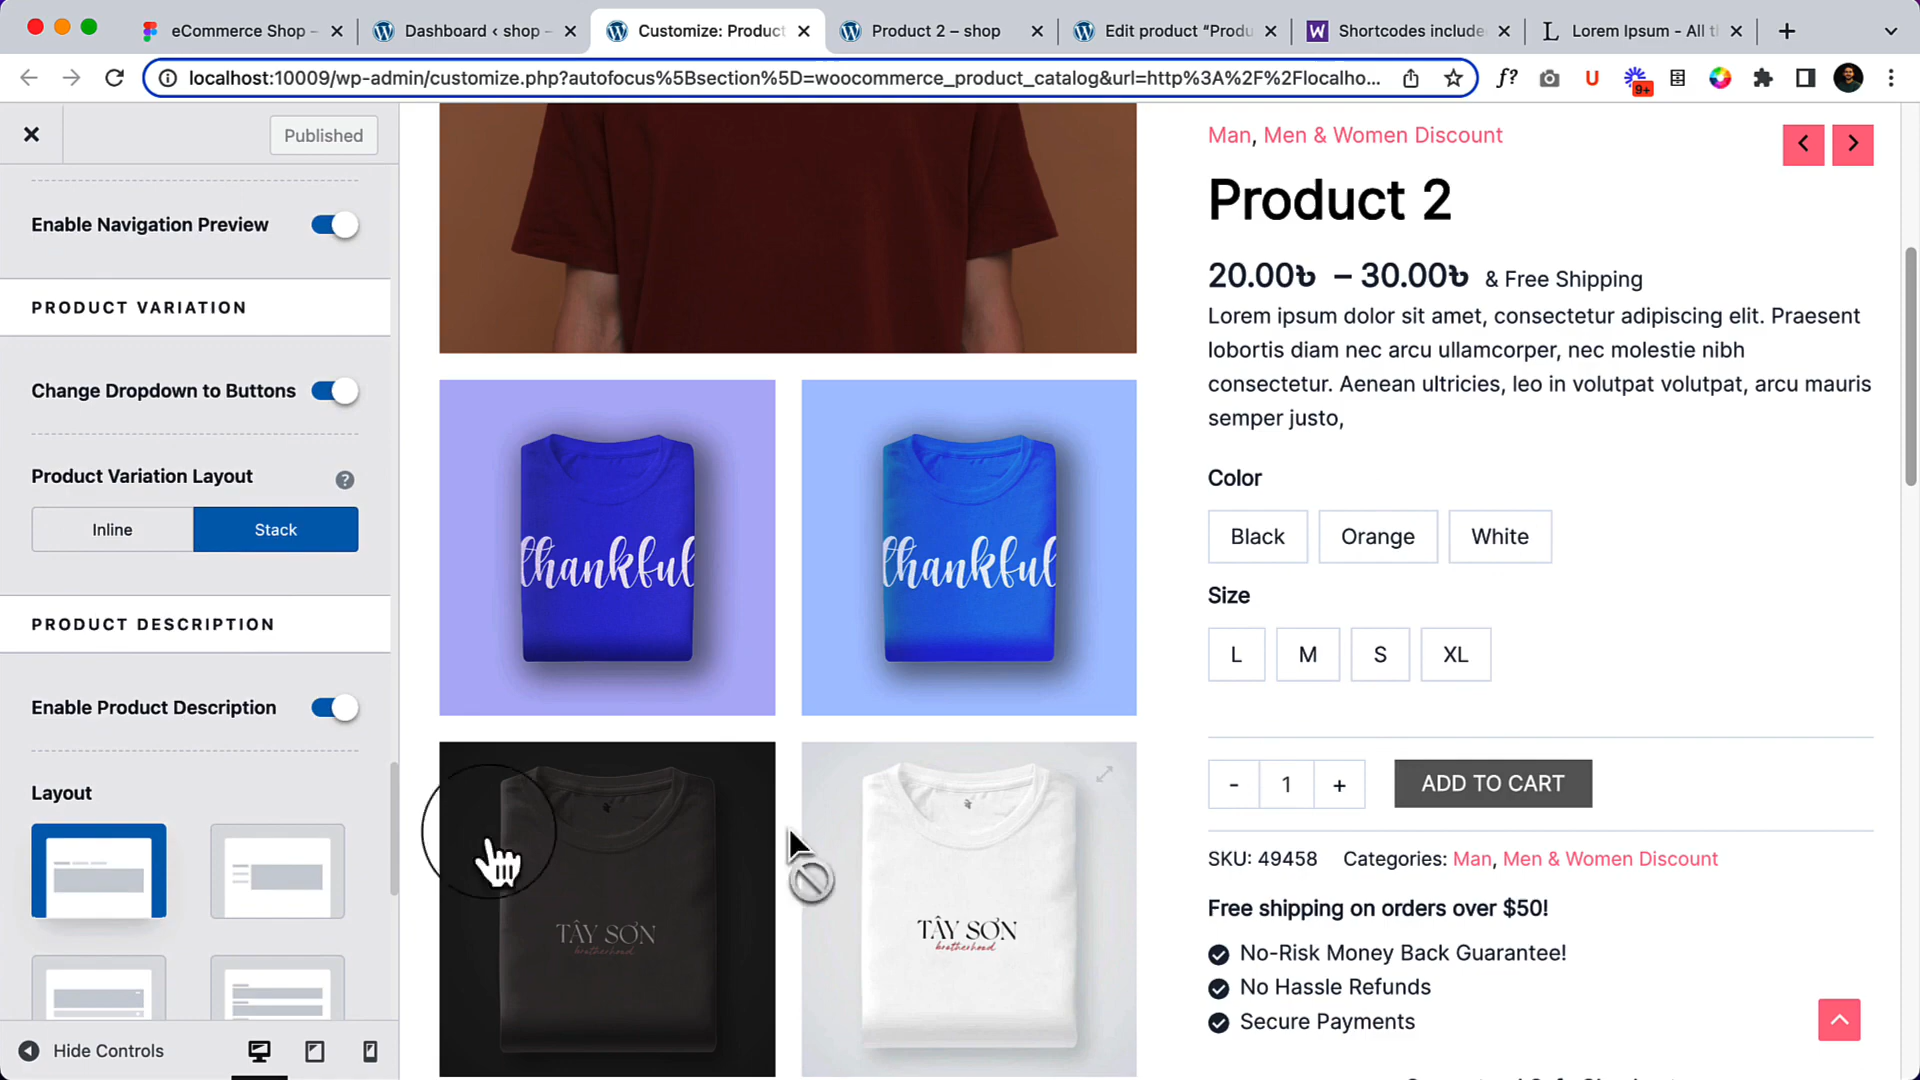 eCommerce Shop –
Dashboard ‹ shop –
Customize: Product
Product 2 – shop
Edit product “Produ
Shortcodes include
Lorem Ipsum - All t
localhost:10009/wp-admin/customize.php?autofocus%5Bsection%5D=woocommerce_product_catalog&url=http%3A%2F%2Flocalho...
f?
U
9+
Published
Enable Navigation Preview
PRODUCT VARIATION
Change Dropdown to Buttons
Product Variation Layout
?
Inline
Stack
PRODUCT DESCRIPTION
Enable Product Description
Layout
Hide Controls
thankful
thankful
TÂY SƠN
brotherhood
TÂY SƠN
brotherhood
Man, Men & Women Discount
Product 2
20.00৳ – 30.00৳ & Free Shipping
Lorem ipsum dolor sit amet, consectetur adipiscing elit. Praesent
lobortis diam nec arcu ullamcorper, nec molestie nibh
consectetur. Aenean ultricies, leo in volutpat volutpat, arcu mauris
semper justo,
Color
Black
Orange
White
Size
L
M
S
XL
- 1 +
ADD TO CART
SKU: 49458 Categories: Man, Men & Women Discount
Free shipping on orders over $50!
No-Risk Money Back Guarantee!
No Hassle Refunds
Secure Payments